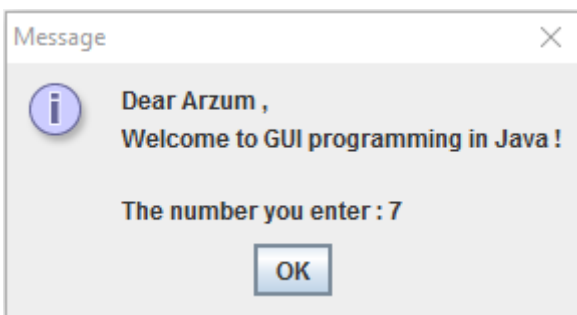 Message
Dear Arzum ,
Welcome to GUI programming in Java !
The number you enter : 7
OK